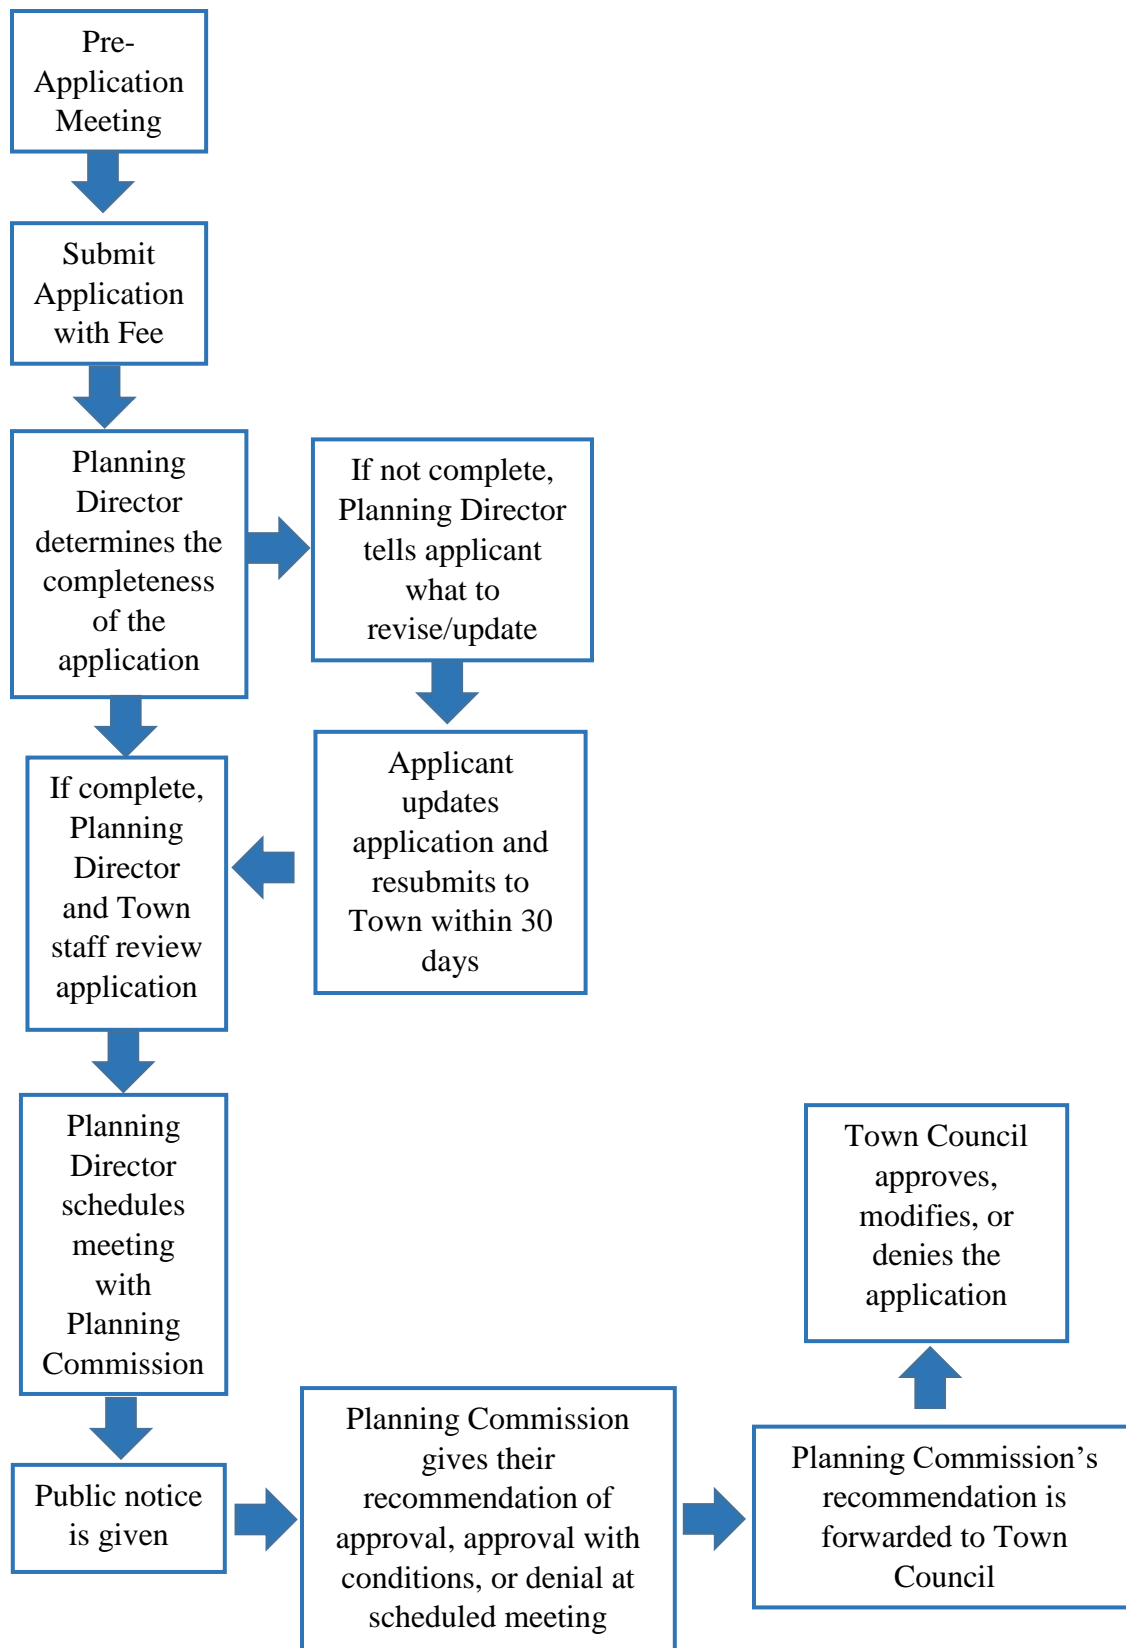 Pre-
Application
Meeting
Submit
Application
with Fee
Planning
Director
determines the
completeness
of the
application
If not complete,
Planning Director
tells applicant
what to
revise/update
Applicant
updates
application and
resubmits to
Town within 30
days
If complete,
Planning
Director
and Town
staff review
application
Planning
Director
schedules
meeting
with
Planning
Commission
Public notice
is given
Planning Commission
gives their
recommendation of
approval, approval with
conditions, or denial at
scheduled meeting
Planning Commission’s
recommendation is
forwarded to Town
Council
Town Council
approves,
modifies, or
denies the
application